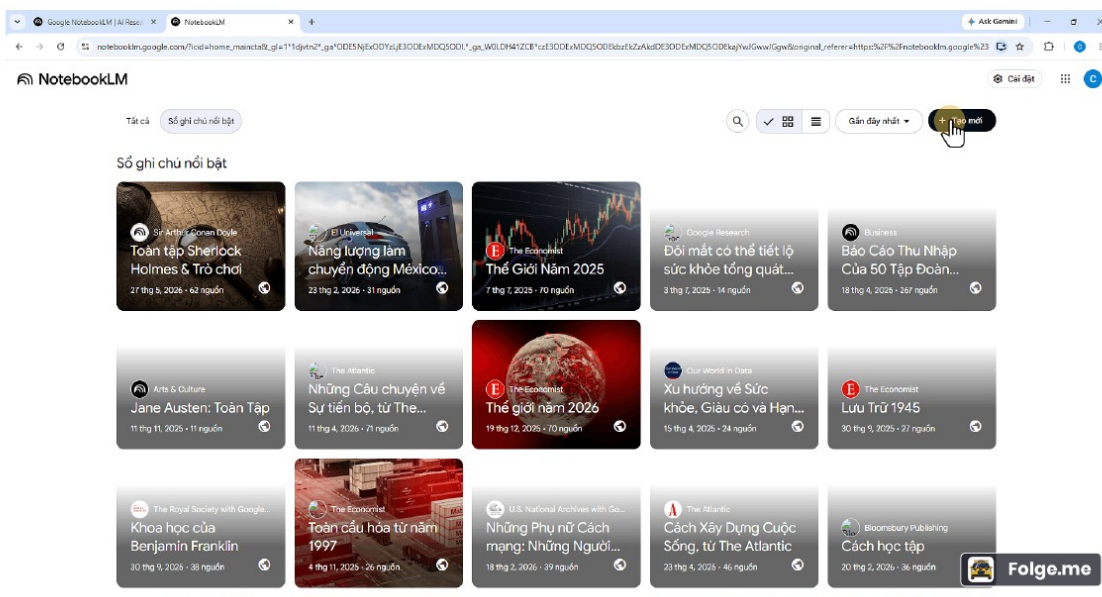 Google NotebookLM | AI Resea
NotebookLM
Ask Gemini
NotebookLM
Cài đặt
C
Tất cả
Sổ ghi chú nổi bật
Gần đây nhất
+ Tạo mới
Sổ ghi chú nổi bật
Sir Arthur Conan Doyle
Toàn tập Sherlock
Holmes & Trò chơi
27 thg 5, 2026 · 62 nguồn
El Universal
Năng lượng làm
chuyển động México...
23 thg 2, 2026 · 31 nguồn
The Economist
Thế Giới Năm 2025
7 thg 7, 2025 · 70 nguồn
Google Research
Đôi mắt có thể tiết lộ
sức khỏe tổng quát...
3 thg 7, 2025 · 14 nguồn
Business
Báo Cáo Thu Nhập
Của 50 Tập Đoàn...
18 thg 4, 2026 · 267 nguồn
Arts & Culture
Jane Austen: Toàn Tập
11 thg 11, 2025 · 11 nguồn
The Atlantic
Những Câu chuyện về
Sự tiến bộ, từ The...
11 thg 4, 2026 · 71 nguồn
The Economist
Thế giới năm 2026
19 thg 12, 2025 · 70 nguồn
Our World in Data
Xu hướng về Sức
khỏe, Giàu có và Hạn...
15 thg 4, 2025 · 24 nguồn
The Economist
Lưu Trữ 1945
30 thg 9, 2025 · 27 nguồn
The Royal Society with Google...
Khoa học của
Benjamin Franklin
30 thg 9, 2025 · 38 nguồn
The Economist
Toàn cầu hóa từ năm
1997
4 thg 11, 2025 · 26 nguồn
U.S. National Archives with Go...
Những Phụ nữ Cách
mạng: Những Người...
18 thg 2, 2026 · 39 nguồn
The Atlantic
Cách Xây Dựng Cuộc
Sống, từ The Atlantic
23 thg 4, 2025 · 46 nguồn
Bloomsbury Publishing
Cách học tập
20 thg 2, 2026 · 36 nguồn
Folge.me